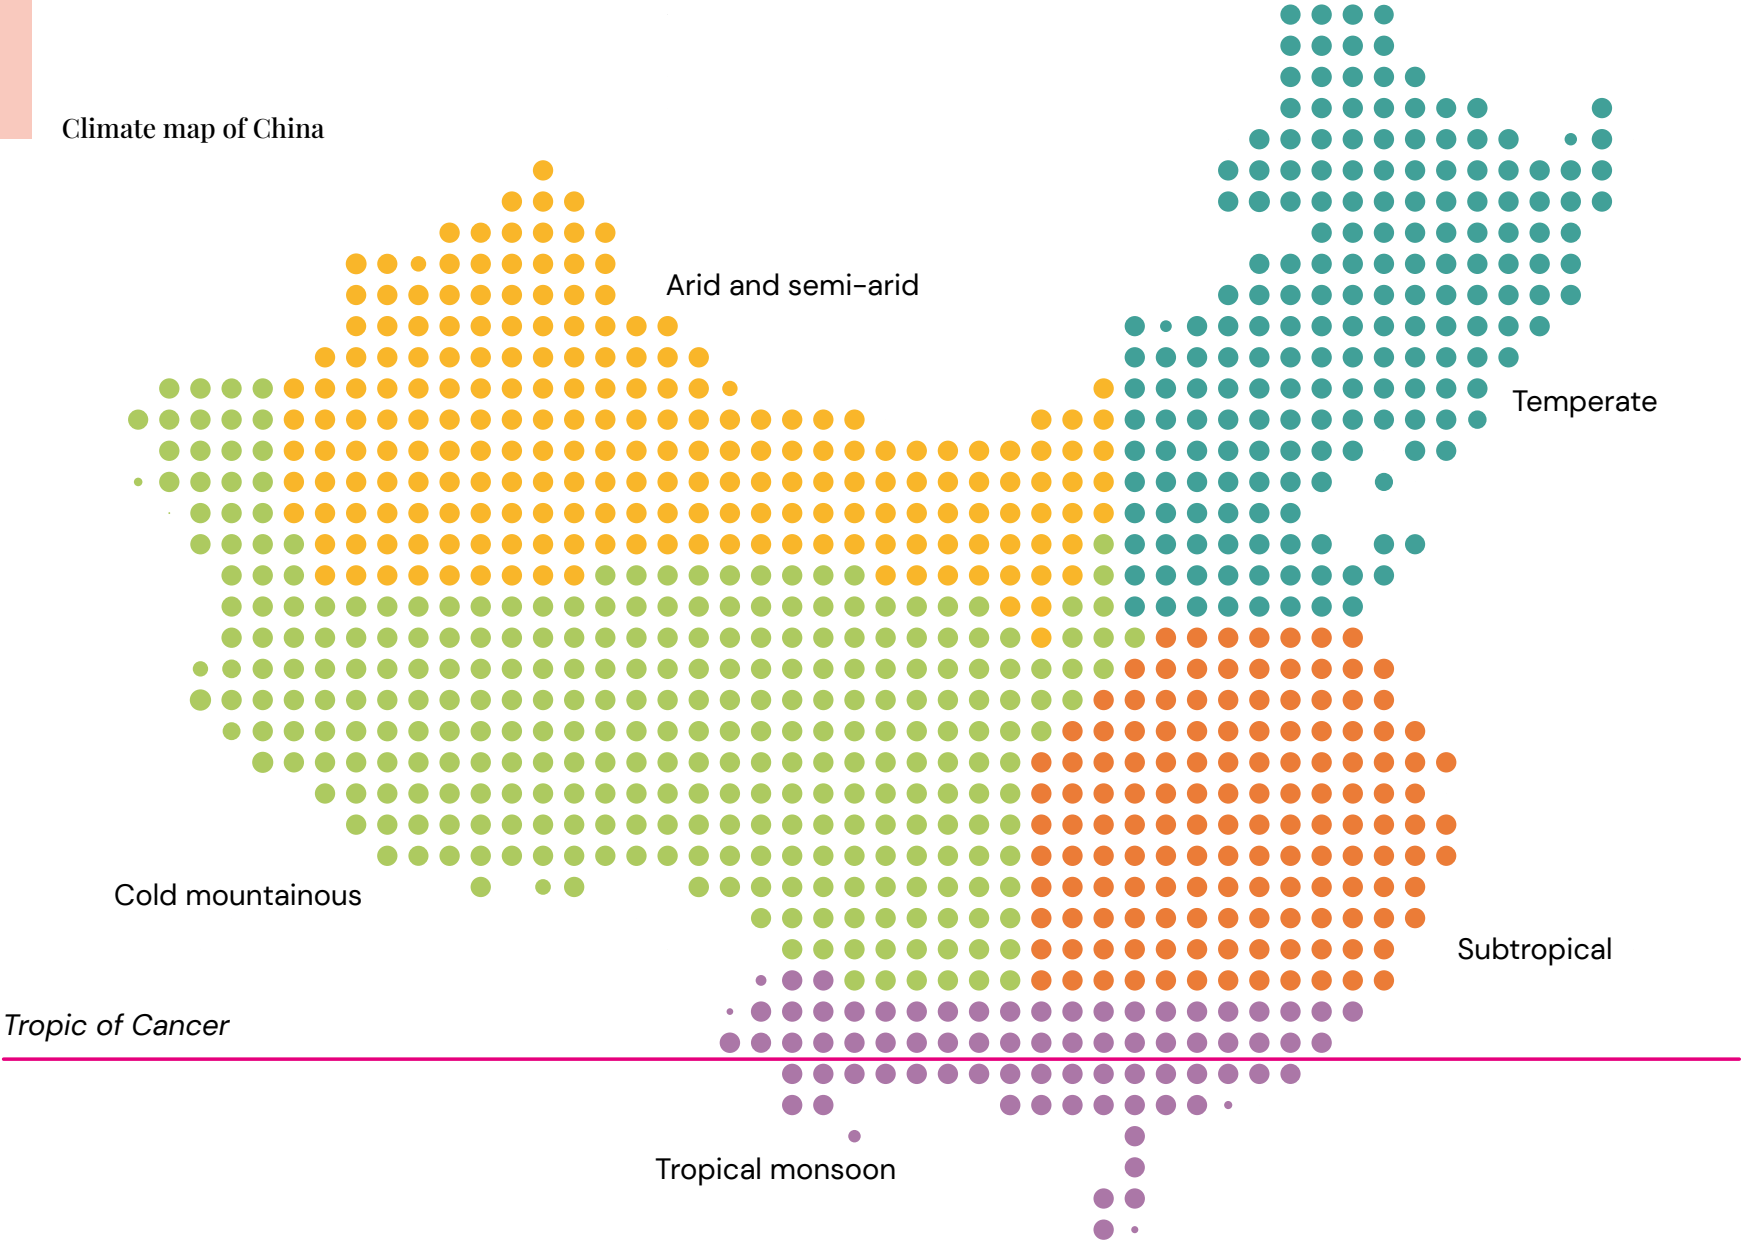 Climate map of China
Arid and semi-arid
Temperate
Cold mountainous
Subtropical
Tropic of Cancer
Tropical monsoon